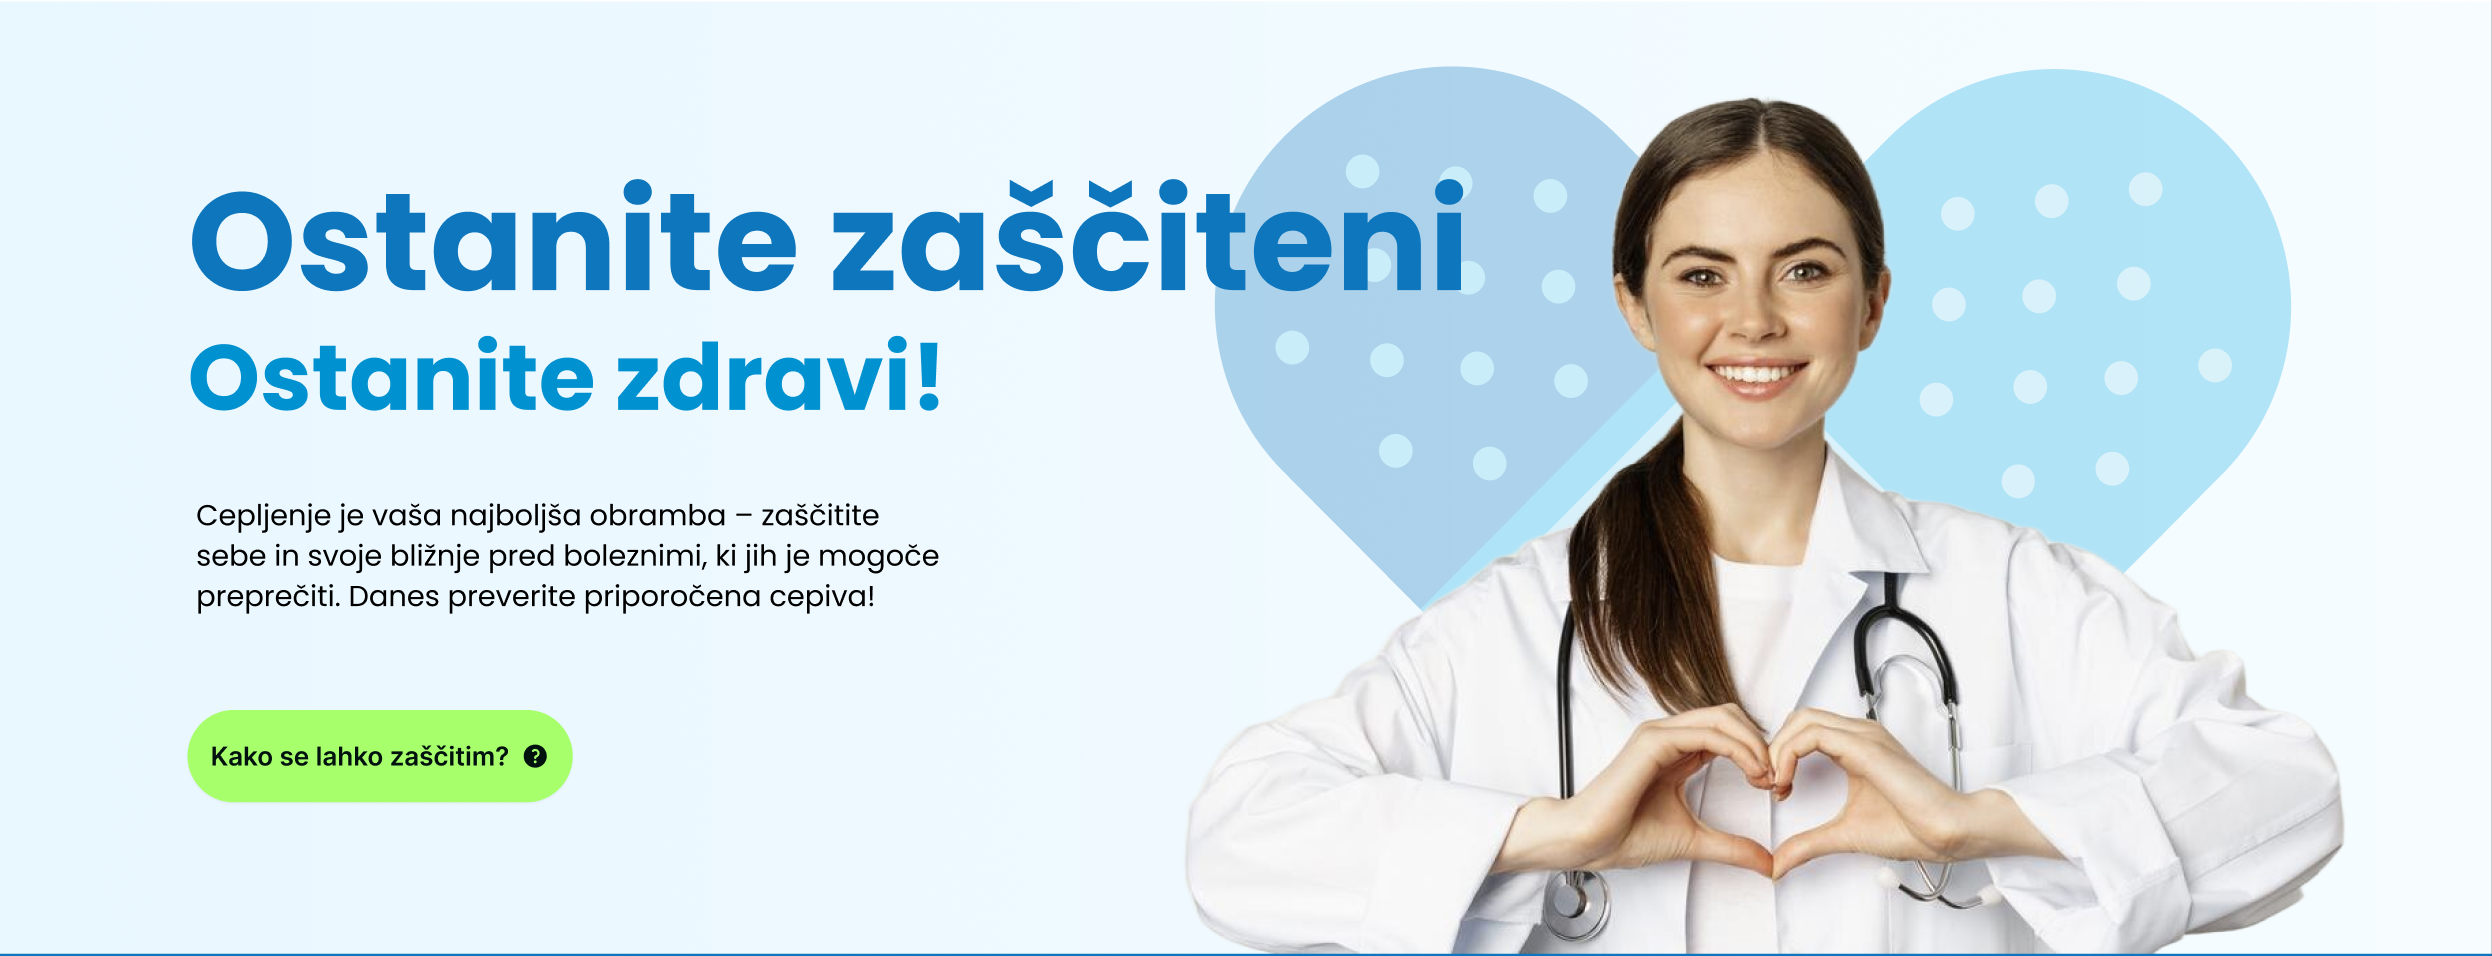 Ostanite zaščiteni
Ostanite zdravi!
Cepljenje je vaša najboljša obramba – zaščitite
sebe in svoje bližnje pred boleznimi, ki jih je mogoče
preprečiti. Danes preverite priporočena cepiva!
Kako se lahko zaščitim? ?